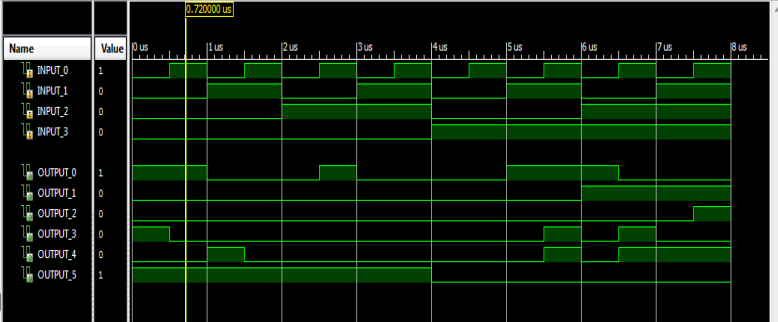 0.720000 us
Name Value 0 us 1 us 2 us 3 us 4 us 5 us 6 us 7 us 8 us
INPUT_0 1
INPUT_1 0
INPUT_2 0
INPUT_3 0
OUTPUT_0 1
OUTPUT_1 0
OUTPUT_2 0
OUTPUT_3 0
OUTPUT_4 0
OUTPUT_5 1